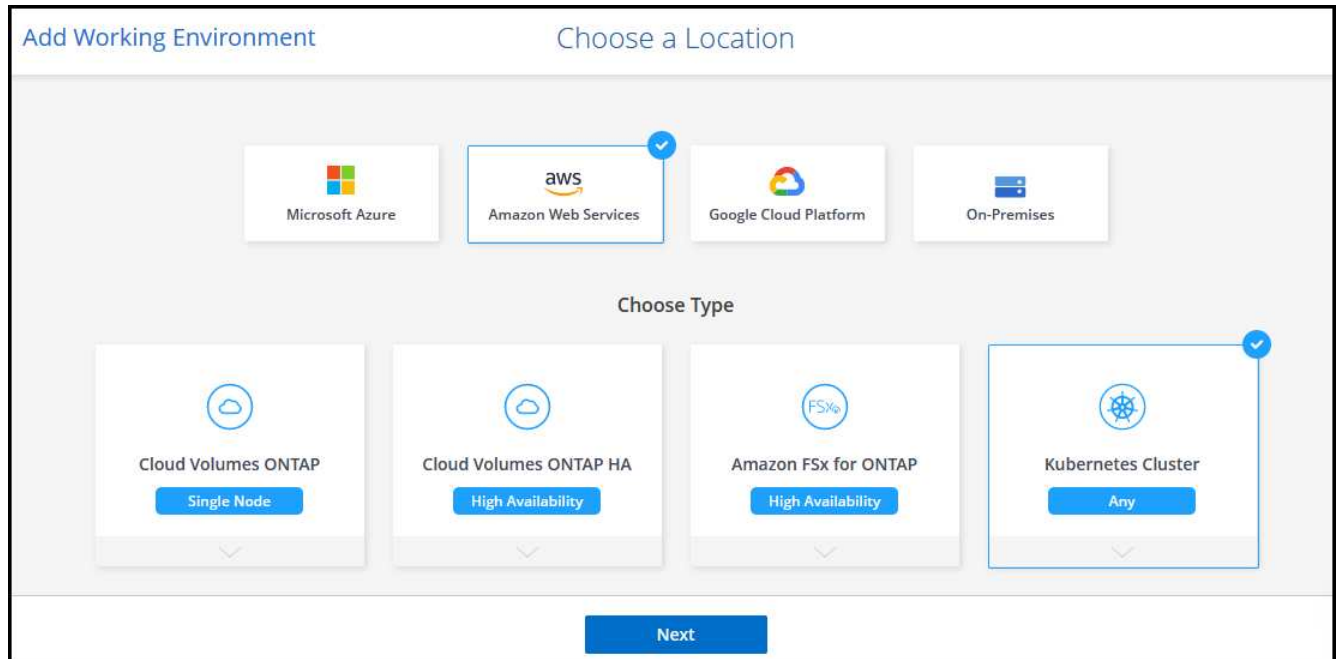 Add Working Environment
Choose a Location
aws
Microsoft Azure
Amazon Web Services
Google Cloud Platform
On-Premises
Choose Type
FSx
Cloud Volumes ONTAP
Cloud Volumes ONTAP HA
Amazon FSx for ONTAP
Kubernetes Cluster
Single Node
High Availability
High Availability
Any
Next